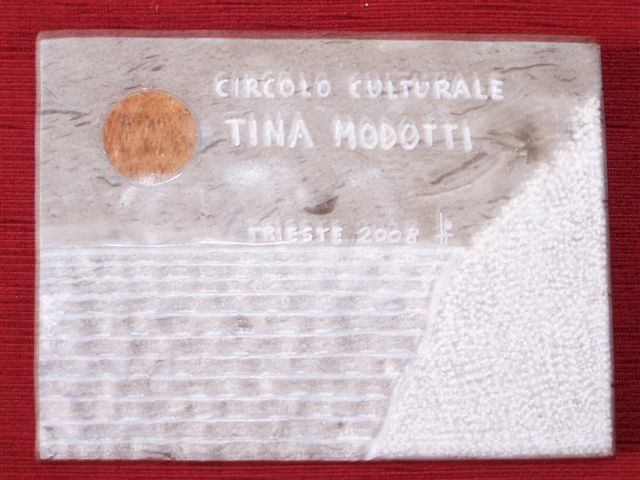 CIRCOLO CULTURALE
TINA MODOTTI
TRIESTE 2008